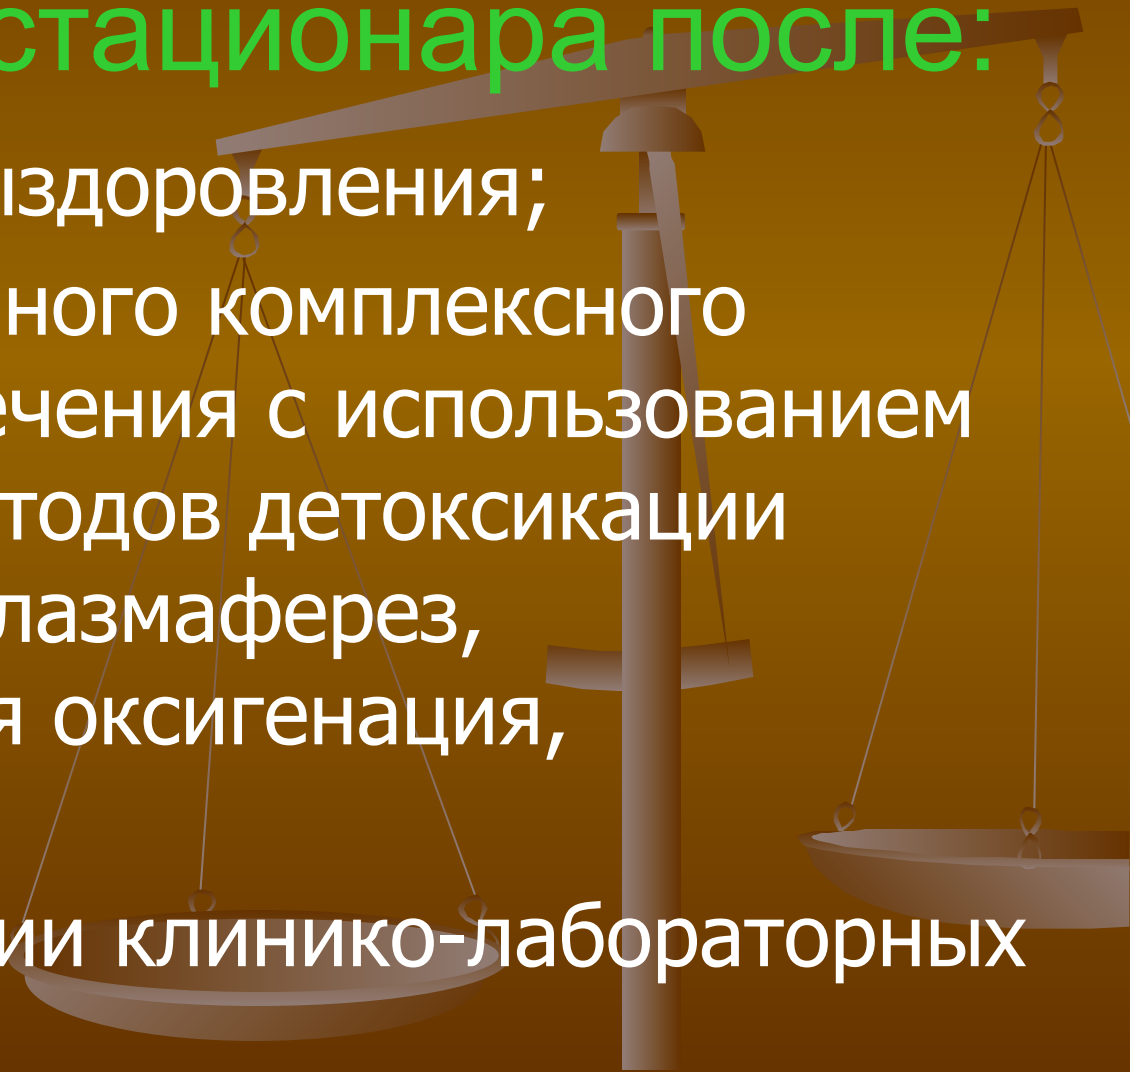 стационара после:
ыздоровления;
ного комплексного
ечения с использованием
тодов детоксикации
лазмаферез,
я оксигенация,
ии клинико-лабораторных